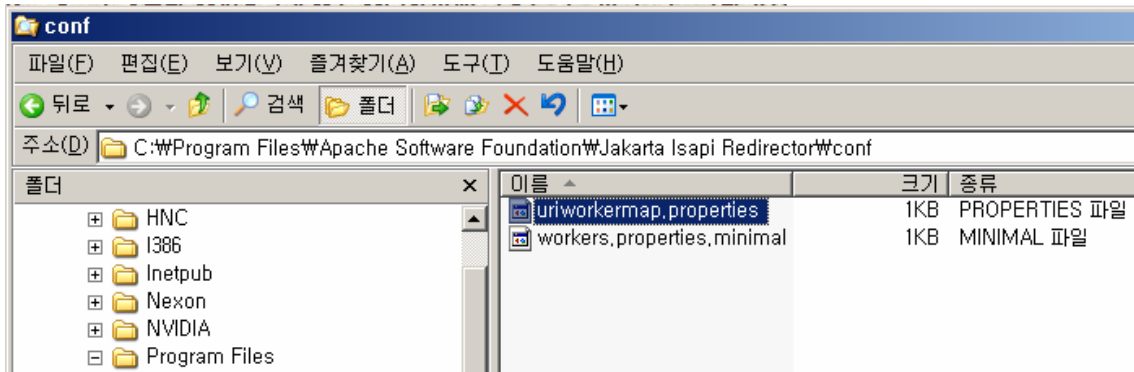 conf
파일(F) 편집(E) 보기(V) 즐겨찾기(A) 도구(T) 도움말(H)
뒤로 검색 폴더
주소(D) C:₩Program Files₩Apache Software Foundation₩Jakarta Isapi Redirector₩conf
폴더 x 이름 크기 종류
uriworkermap.properties 1KB PROPERTIES 파일
workers.properties.minimal 1KB MINIMAL 파일
HNC
I386
Inetpub
Nexon
NVIDIA
Program Files